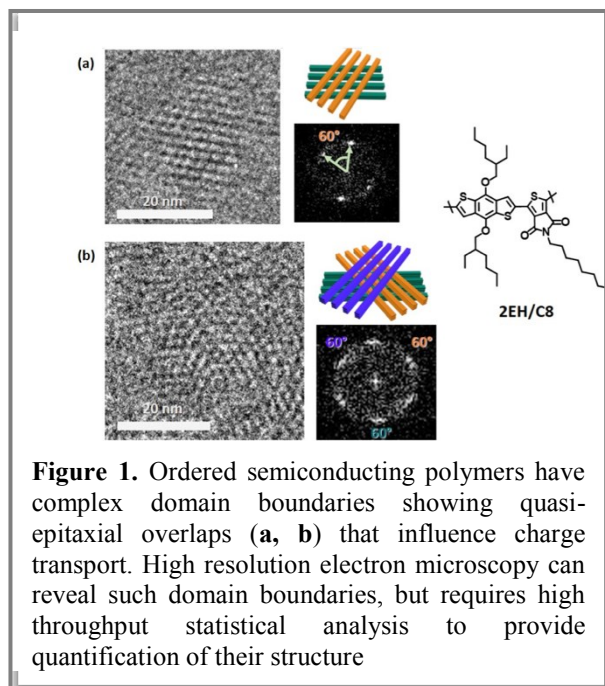 (a)
60°
20 nm
(b)
60°
60°
20 nm
60°
S
O
S
S
O
S
O
O
N
2EH/C8
Figure 1. Ordered semiconducting polymers have
complex domain boundaries showing quasi-
epitaxial overlaps (a, b) that influence charge
transport. High resolution electron microscopy can
reveal such domain boundaries, but requires high
throughput statistical analysis to provide
quantification of their structure